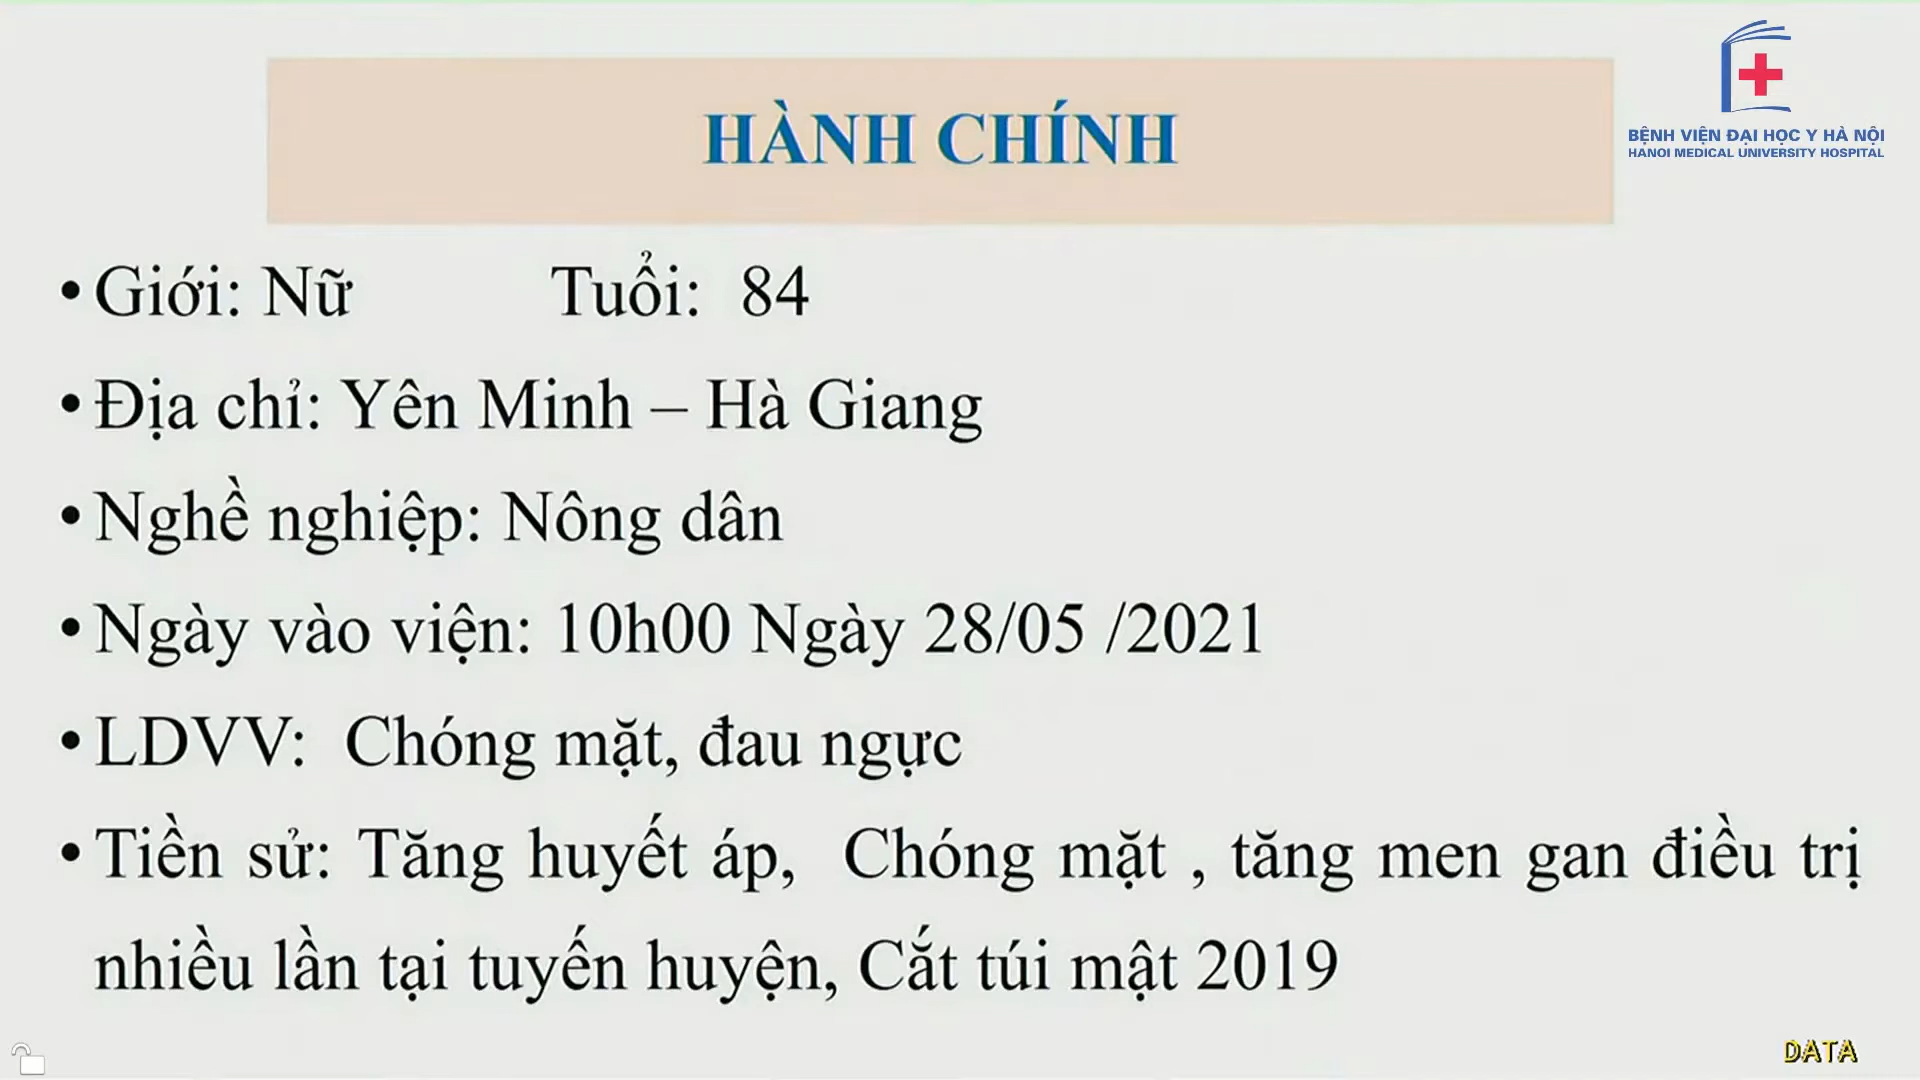 BỆNH VIỆN ĐẠI HỌC Y HÀ NỘI
HANOI MEDICAL UNIVERSITY HOSPITAL
HÀNH CHÍNH
• Giới: Nữ Tuổi: 84
• Địa chỉ: Yên Minh – Hà Giang
• Nghề nghiệp: Nông dân
• Ngày vào viện: 10h00 Ngày 28/05 /2021
• LDVV: Chóng mặt, đau ngực
• Tiền sử: Tăng huyết áp, Chóng mặt , tăng men gan điều trị
nhiều lần tại tuyến huyện, Cắt túi mật 2019
DATA